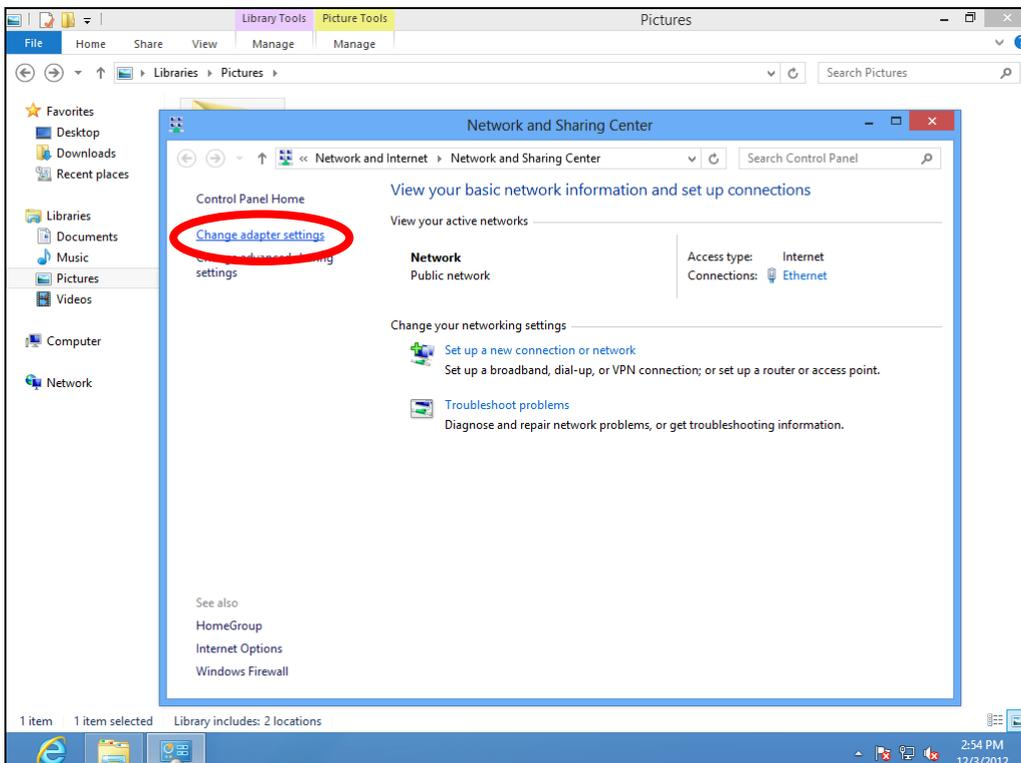 Library Tools
Picture Tools
Pictures
File
Home
Share
View
Manage
Manage
Libraries
Pictures
Search Pictures
Favorites
Desktop
Downloads
Recent places
Libraries
Documents
Music
Pictures
Videos
Computer
Network
Network and Sharing Center
« Network and Internet
Network and Sharing Center
Search Control Panel
Control Panel Home
Change adapter settings
Change advanced sharing
settings
View your basic network information and set up connections
View your active networks
Network
Public network
Access type: Internet
Connections: Ethernet
Change your networking settings
Set up a new connection or network
Set up a broadband, dial-up, or VPN connection; or set up a router or access point.
Troubleshoot problems
Diagnose and repair network problems, or get troubleshooting information.
See also
HomeGroup
Internet Options
Windows Firewall
1 item
1 item selected
Library includes: 2 locations
2:54 PM
12/3/2012